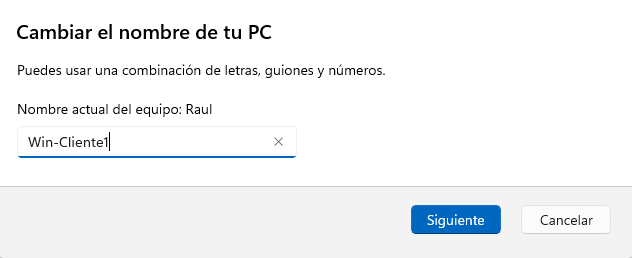 Cambiar el nombre de tu PC
Puedes usar una combinación de letras, guiones y números.
Nombre actual del equipo: Raul
Win-Cliente1
Siguiente
Cancelar